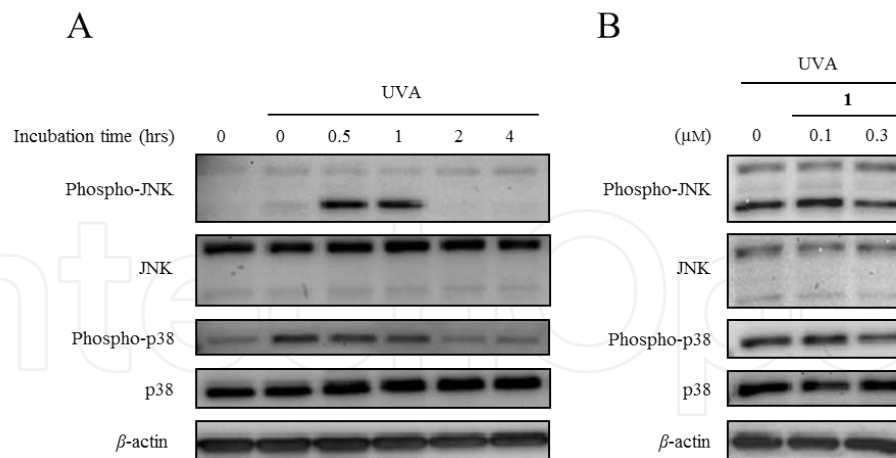 A
UVA
Incubation time (hrs) 0 0 0.5 1 2 4
Phospho-JNK
JNK
Phospho-p38
p38
β-actin
B
UVA
1
(μM) 0 0.1 0.3
Phospho-JNK
JNK
Phospho-p38
p38
β-actin